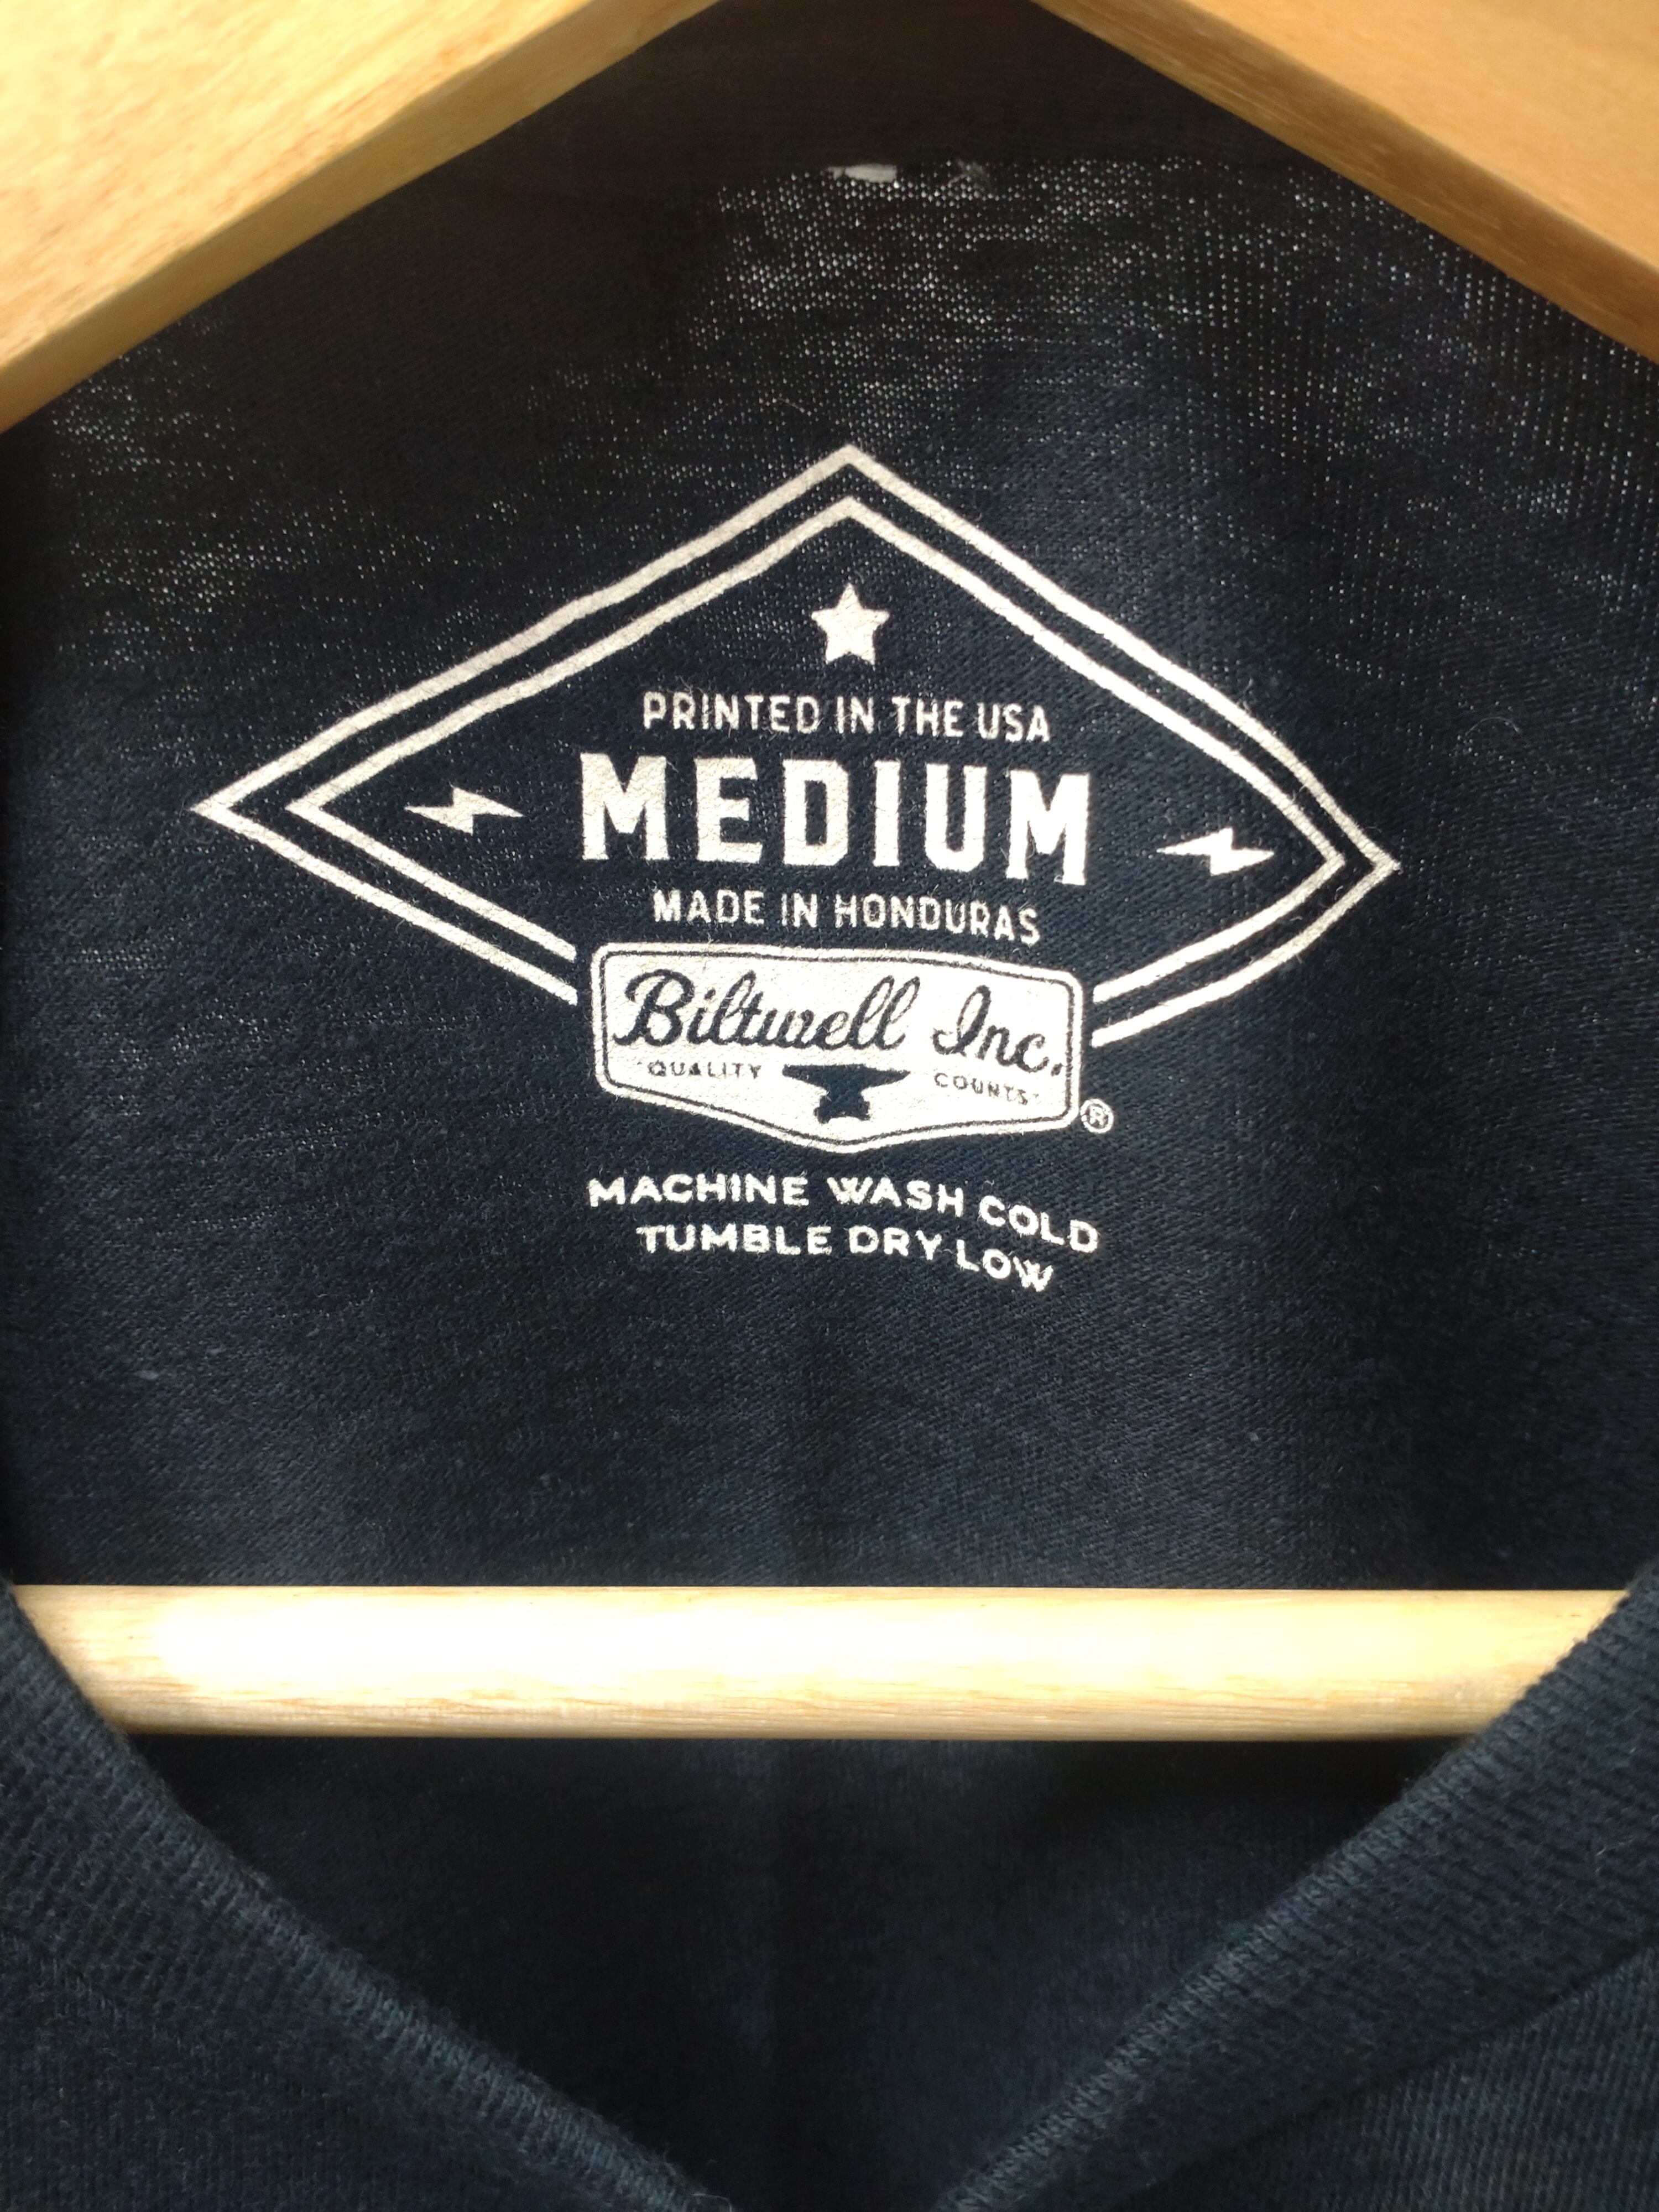 PRINTED IN THE USA
MEDIUM
MADE IN HONDURAS
Biltwell Inc.
"QUALITY COUNTS"
®
MACHINE WASH COLD
TUMBLE DRY LOW